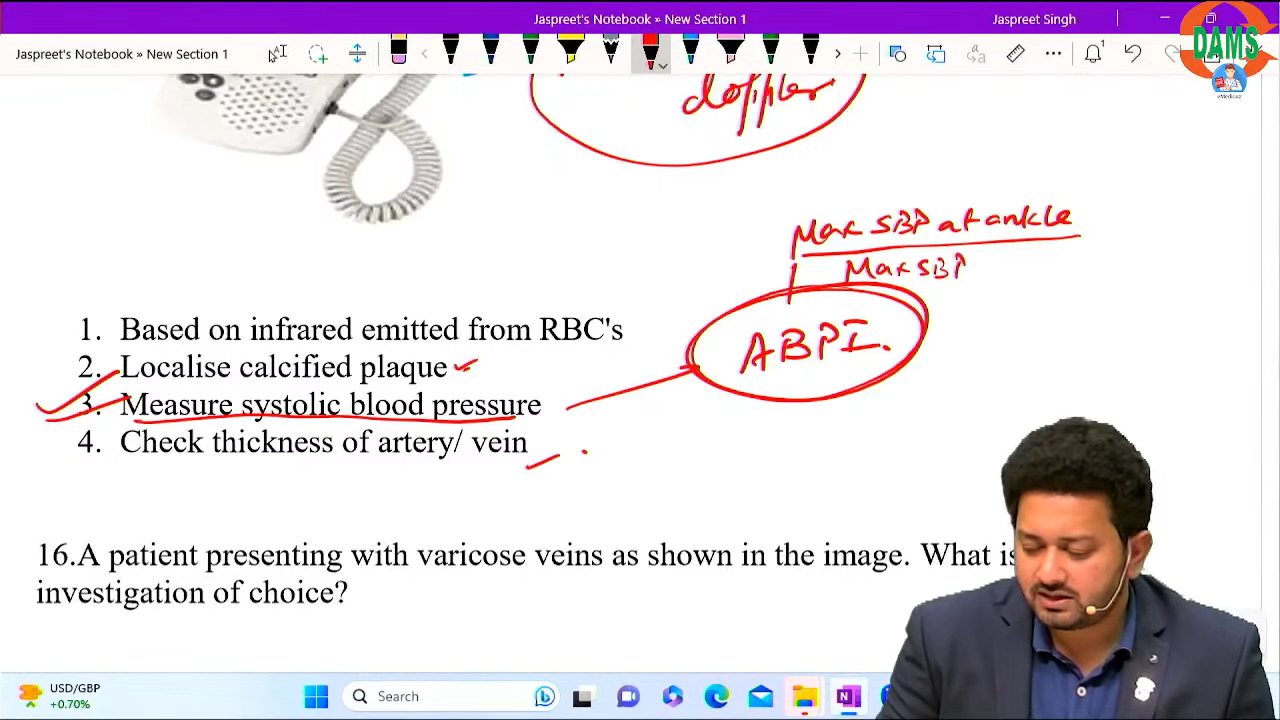 Jaspreet's Notebook » New Section 1
Jaspreet Singh
Jaspreet's Notebook » New Section 1
DAMS
eMedicoz
doppler
Max SBP at ankle
Max SBP
ABPI.
1. Based on infrared emitted from RBC's
2. Localise calcified plaque
3. Measure systolic blood pressure
4. Check thickness of artery/ vein
16.A patient presenting with varicose veins as shown in the image. What is
investigation of choice?
USD/GBP
+0.70%
Search